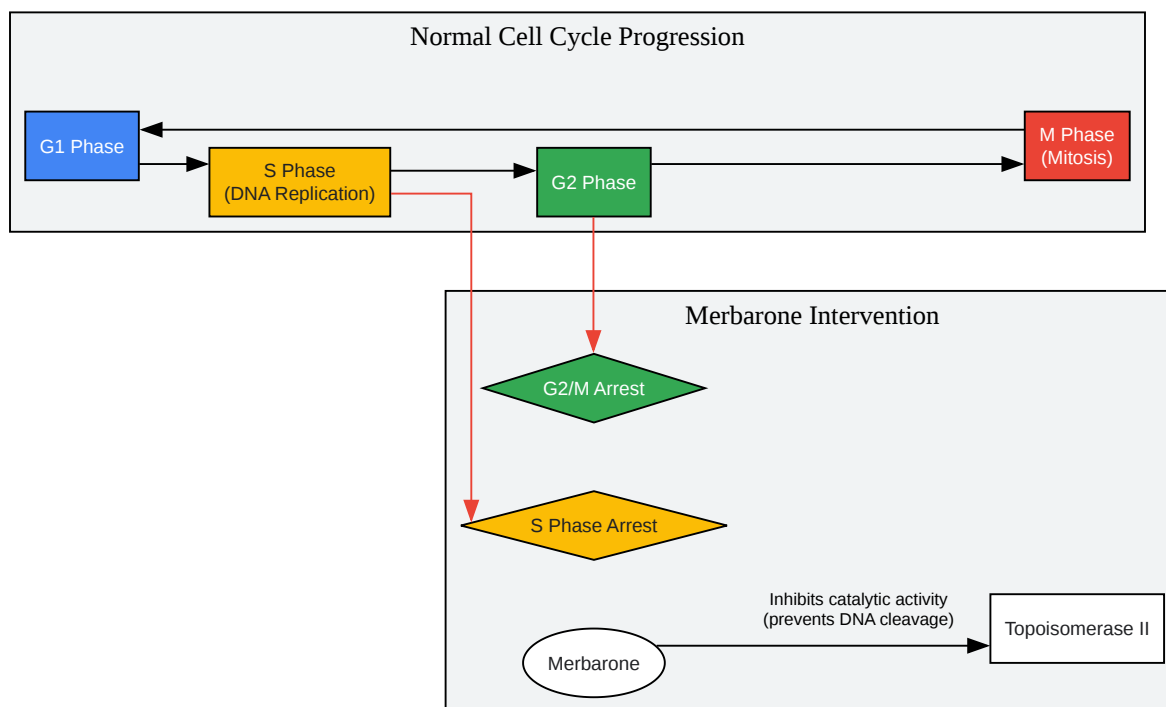 Normal Cell Cycle Progression
G1 Phase
S Phase
(DNA Replication)
G2 Phase
M Phase
(Mitosis)
Merbarone Intervention
G2/M Arrest
S Phase Arrest
Inhibits catalytic activity
(prevents DNA cleavage)
Merbarone
Topoisomerase II